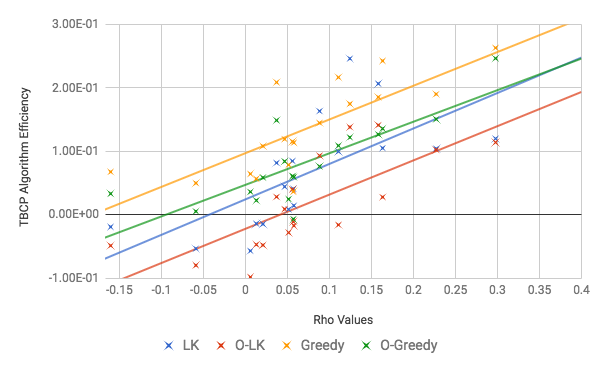 3.00E-01
2.00E-01
1.00E-01
0.00E+00
-1.00E-01
TBCP Algorithm Efficiency
-0.15 -0.1 -0.05 0 0.05 0.1 0.15 0.2 0.25 0.3 0.35 0.4
Rho Values
LK O-LK Greedy O-Greedy